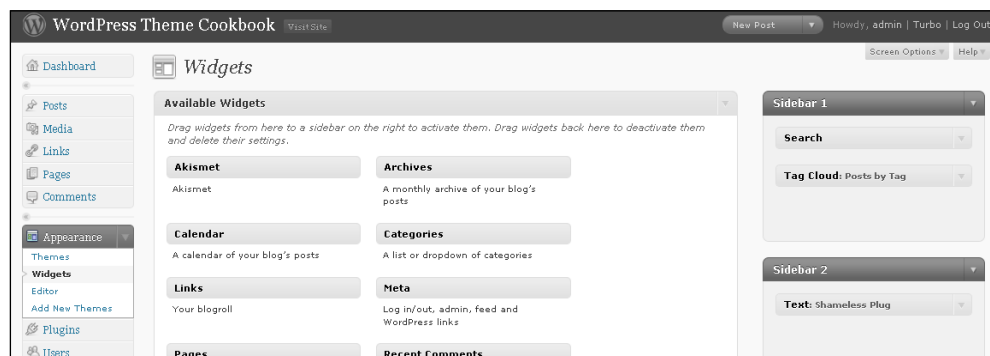 WordPress Theme Cookbook Visit Site New Post Howdy, admin | Turbo | Log Out
Screen Options Help
Dashboard
Posts
Media
Links
Pages
Comments
Appearance
Themes
Widgets
Editor
Add New Themes
Plugins
Users
Widgets
Available Widgets
Drag widgets from here to a sidebar on the right to activate them. Drag widgets back here to deactivate them
and delete their settings.
Akismet
Akismet
Archives
A monthly archive of your blog's
posts
Calendar
A calendar of your blog's posts
Categories
A list or dropdown of categories
Links
Your blogroll
Meta
Log in/out, admin, feed and
WordPress links
Pages
Recent Comments
Sidebar 1
Search
Tag Cloud: Posts by Tag
Sidebar 2
Text: Shameless Plug